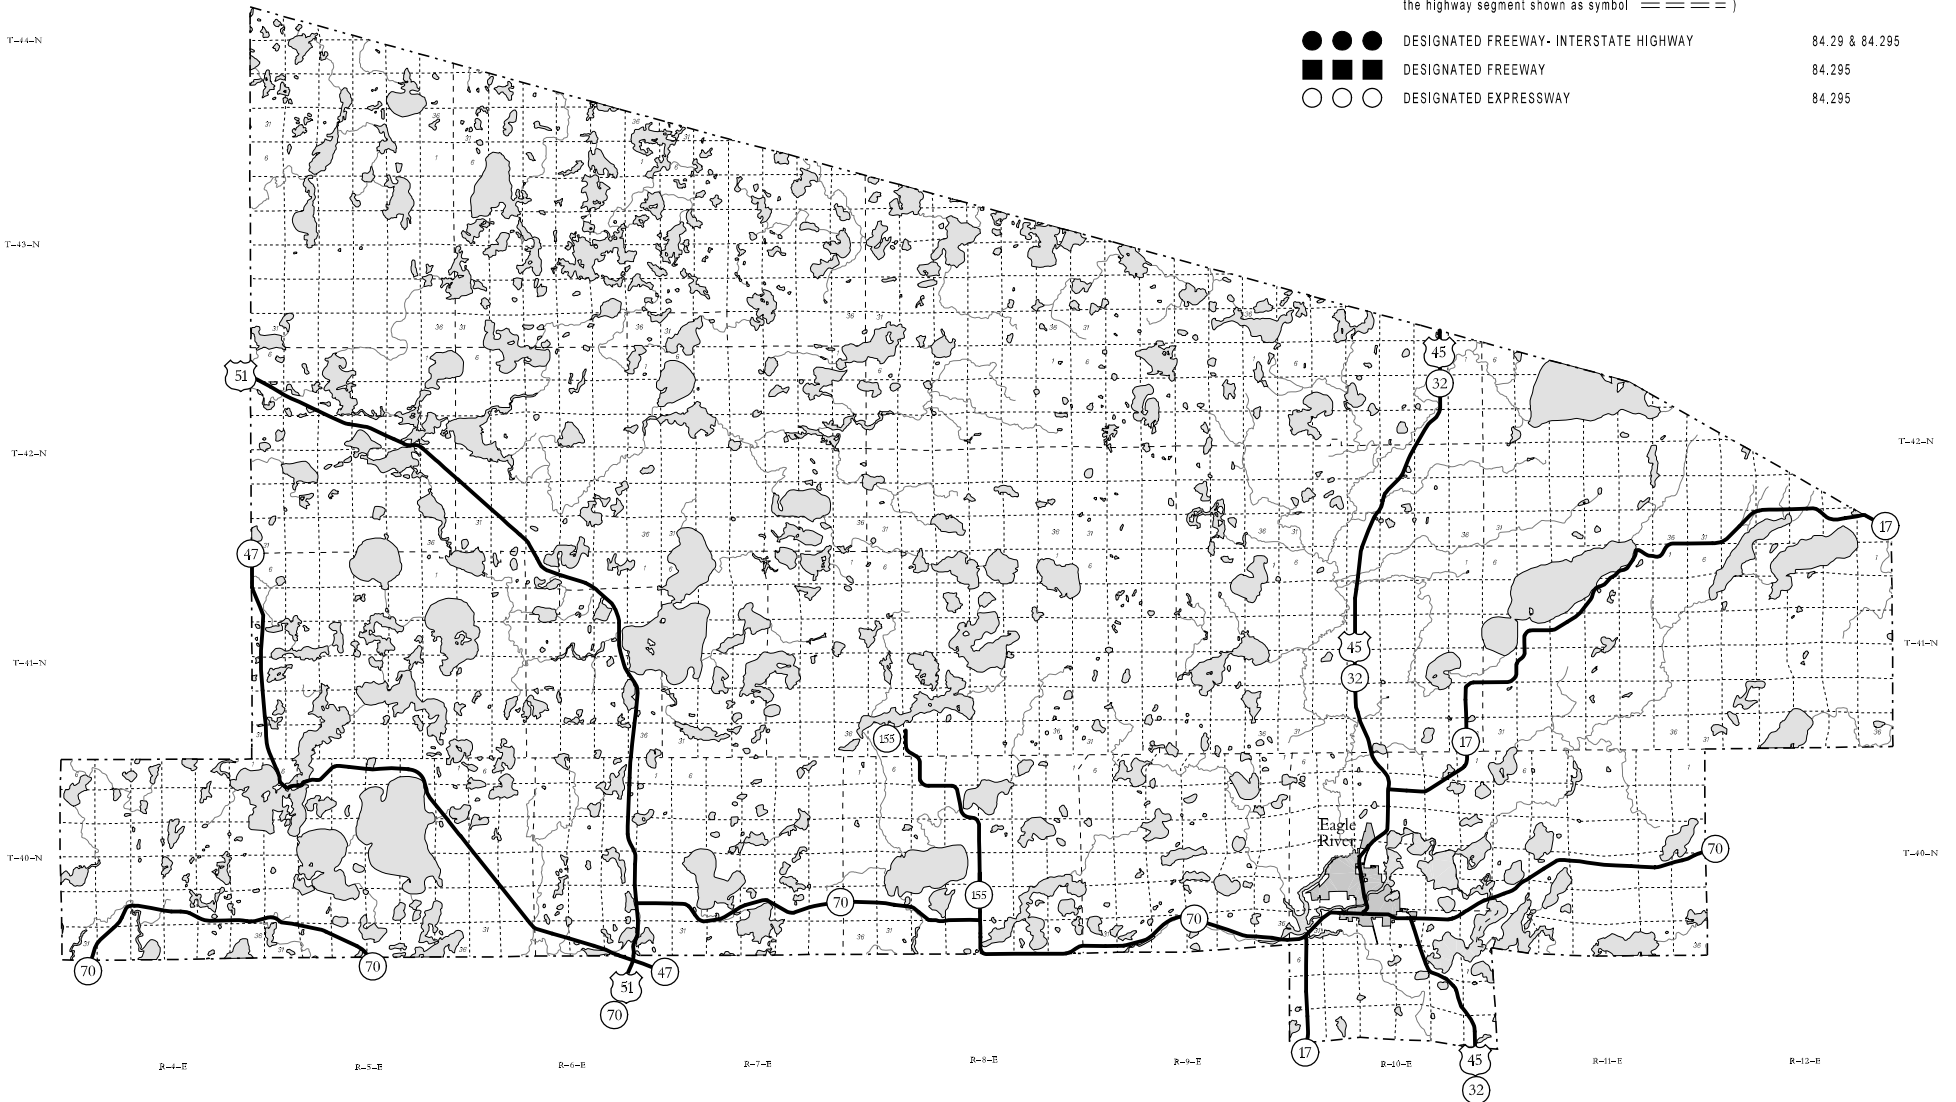 the highway segment shown as symbol )
DESIGNATED FREEWAY- INTERSTATE HIGHWAY 84.29 & 84.295
DESIGNATED FREEWAY 84.295
DESIGNATED EXPRESSWAY 84.295
T-44-N
T-43-N
51
45
32
T-42-N
T-42-N
47
17
45
32
T-41-N
T-41-N
155
17
Eagle
River
T-40-N
70
T-40-N
155
70
70
70
70
47
51
70
17
45
32
R-4-E
R-5-E
R-6-E
R-7-E
R-8-E
R-9-E
R-10-E
R-11-E
R-12-E